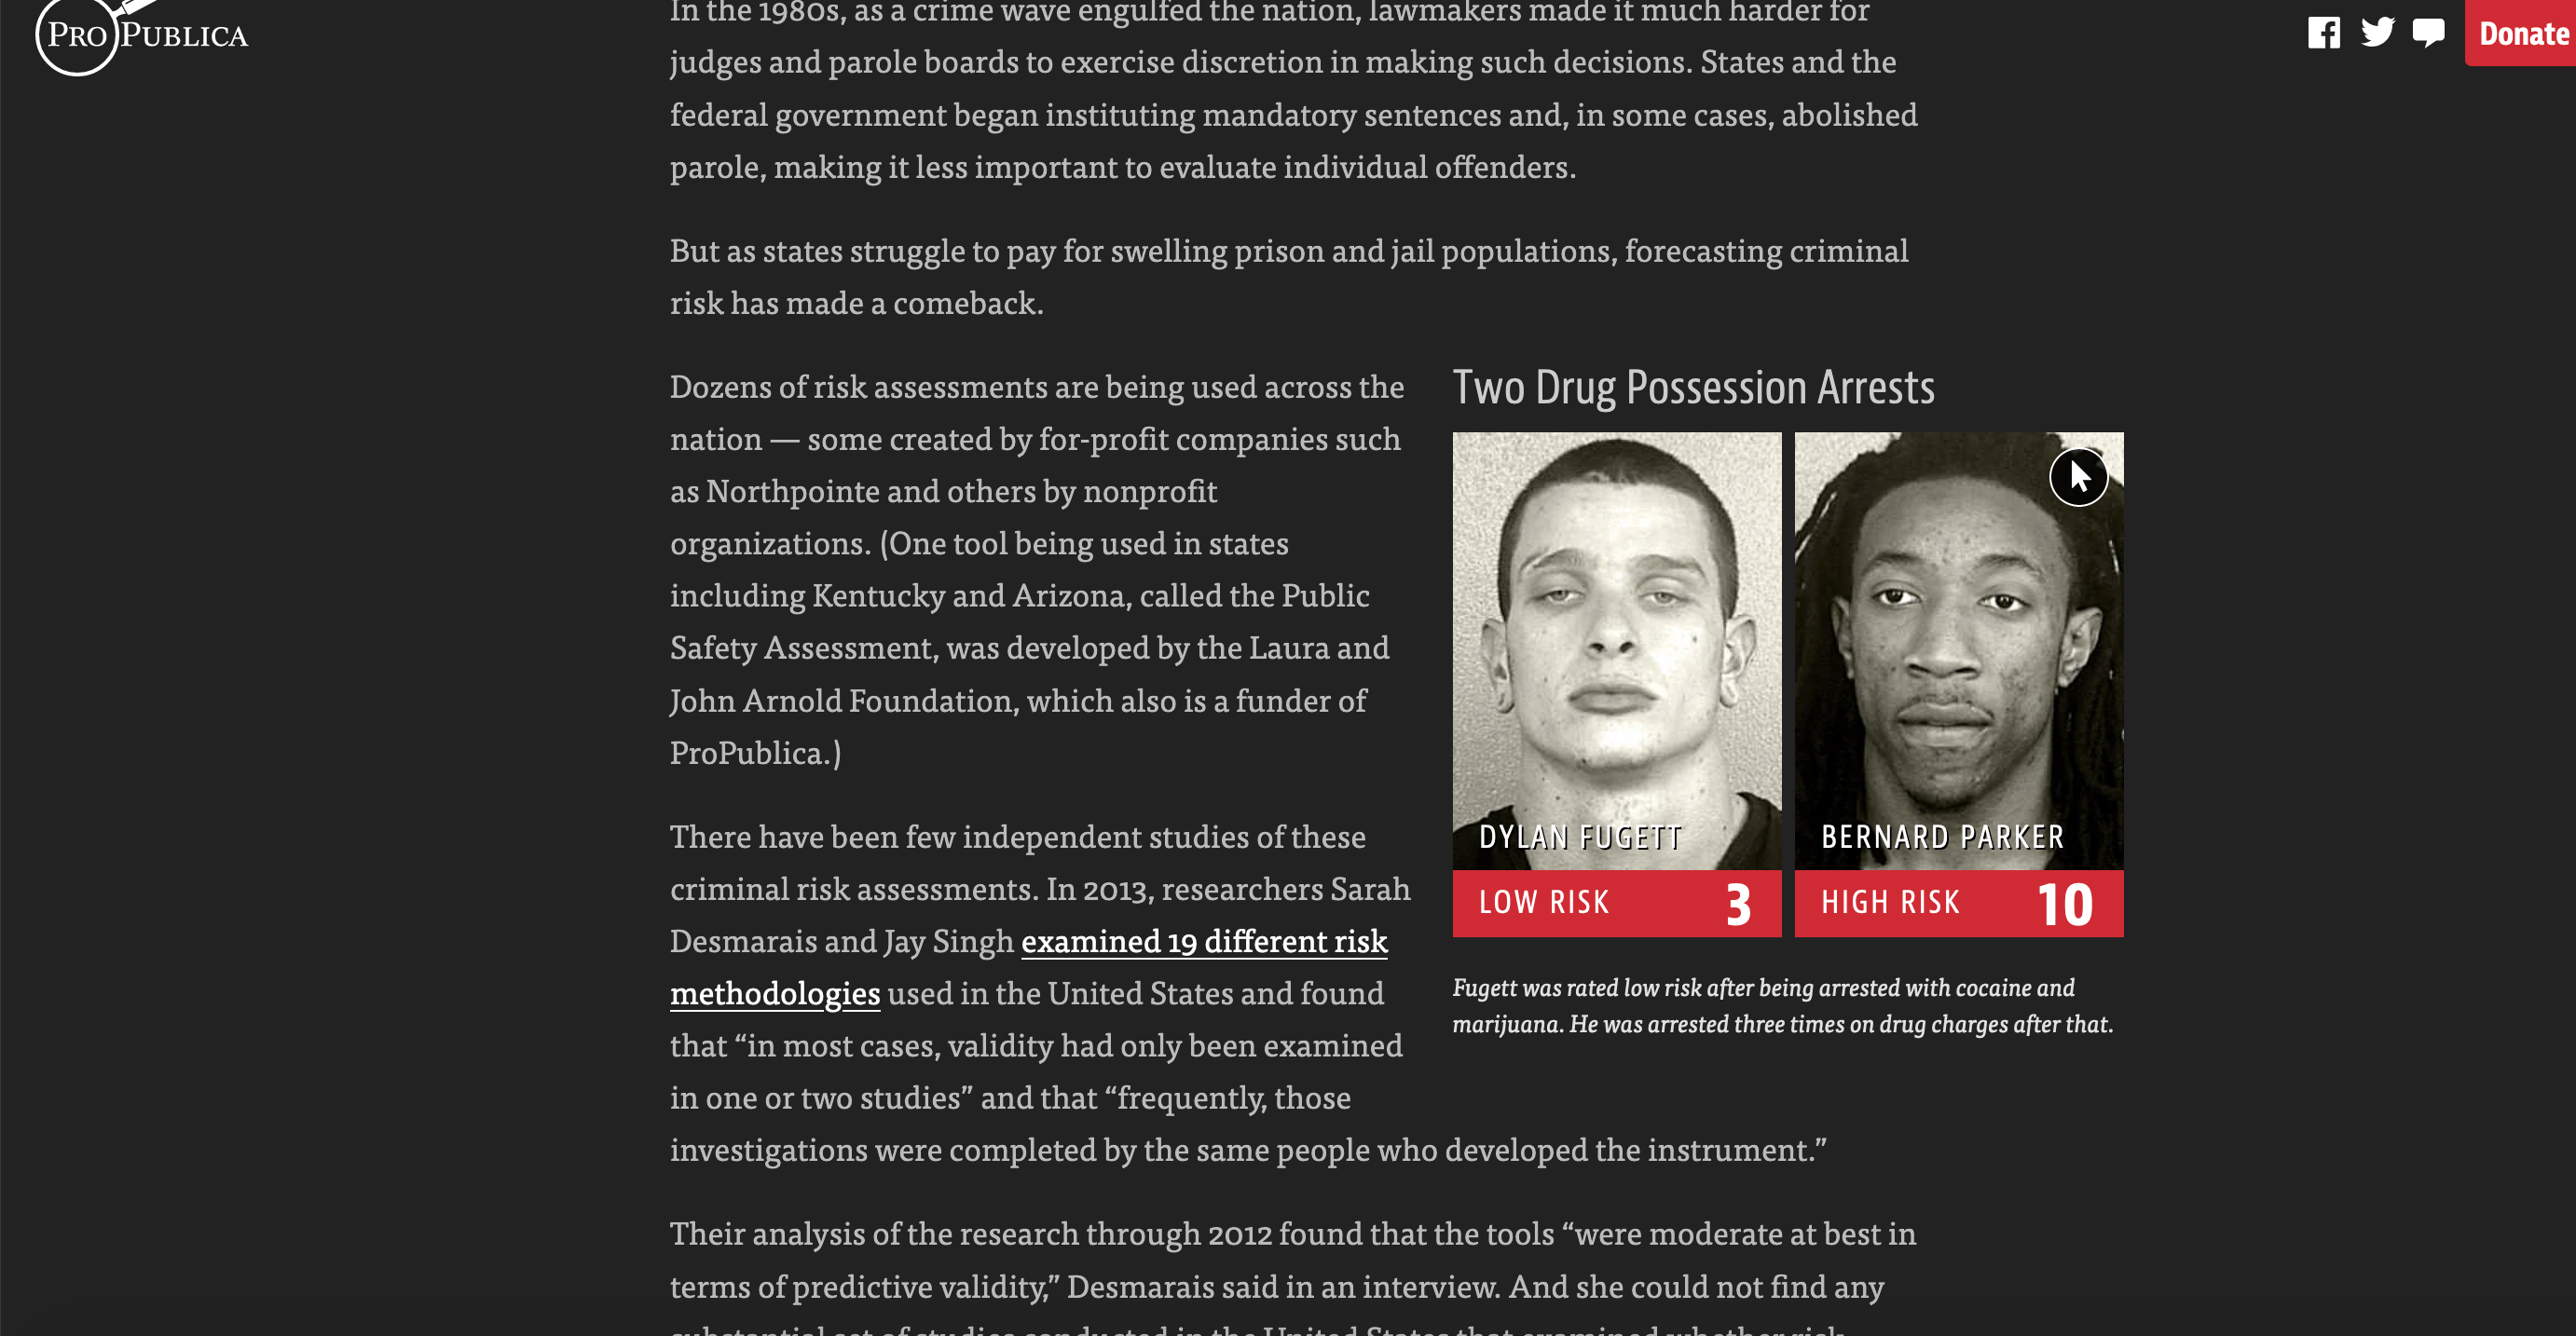 PROPUBLICA
Donate
In the 1980s, as a crime wave engulfed the nation, lawmakers made it much harder for
judges and parole boards to exercise discretion in making such decisions. States and the
federal government began instituting mandatory sentences and, in some cases, abolished
parole, making it less important to evaluate individual offenders.
But as states struggle to pay for swelling prison and jail populations, forecasting criminal
risk has made a comeback.
Dozens of risk assessments are being used across the
nation — some created by for-profit companies such
as Northpointe and others by nonprofit
organizations. (One tool being used in states
including Kentucky and Arizona, called the Public
Safety Assessment, was developed by the Laura and
John Arnold Foundation, which also is a funder of
ProPublica.)
Two Drug Possession Arrests
DYLAN FUGETT
BERNARD PARKER
LOW RISK 3
HIGH RISK 10
Fugett was rated low risk after being arrested with cocaine and
marijuana. He was arrested three times on drug charges after that.
There have been few independent studies of these
criminal risk assessments. In 2013, researchers Sarah
Desmarais and Jay Singh examined 19 different risk
methodologies used in the United States and found
that “in most cases, validity had only been examined
in one or two studies” and that “frequently, those
investigations were completed by the same people who developed the instrument.”
Their analysis of the research through 2012 found that the tools “were moderate at best in
terms of predictive validity,” Desmarais said in an interview. And she could not find any
substantial set of studies conducted in the United States that examined whether risk